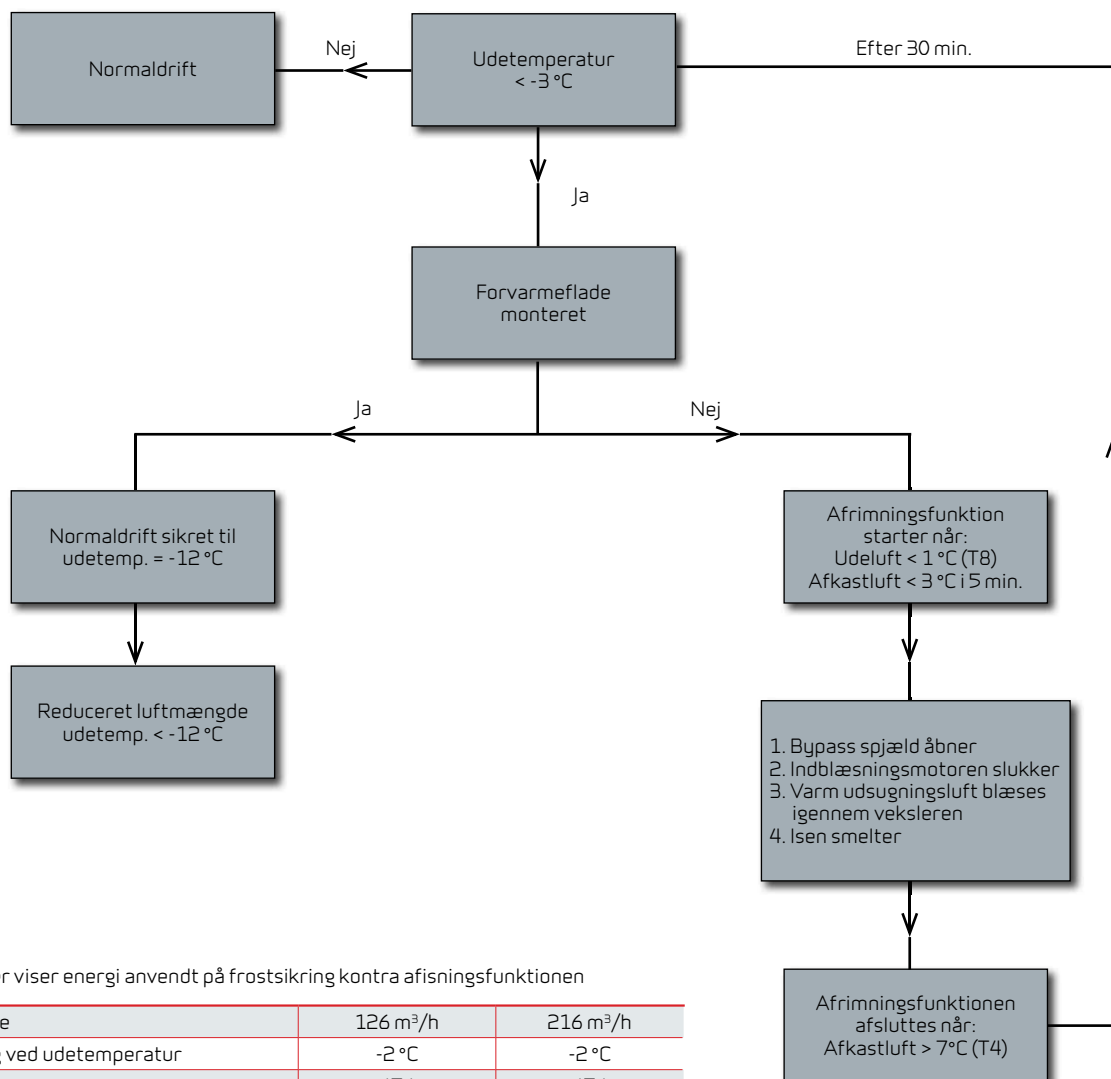 Normaldrift
Nej
Udetemperatur
< -3 °C
Efter 30 min.
Ja
Forvarmeflade
monteret
Ja
Nej
Normaldrift sikret til
udetemp. = -12 °C
Afrimningsfunktion
starter når:
Udeluft < 1 °C (T8)
Afkastluft < 3 °C i 5 min.
Reduceret luftmængde
udetemp. < -12 °C
1. Bypass spjæld åbner
2. Indblæsningsmotoren slukker
3. Varm udsugningsluft blæses
igennem veksleren
4. Isen smelter
viser energi anvendt på frostsikring kontra afisningsfunktionen
126 m³/h 216 m³/h
ved udetemperatur -2 °C -2 °C
Afrimningsfunktionen
afsluttes når:
Afkastluft > 7°C (T4)